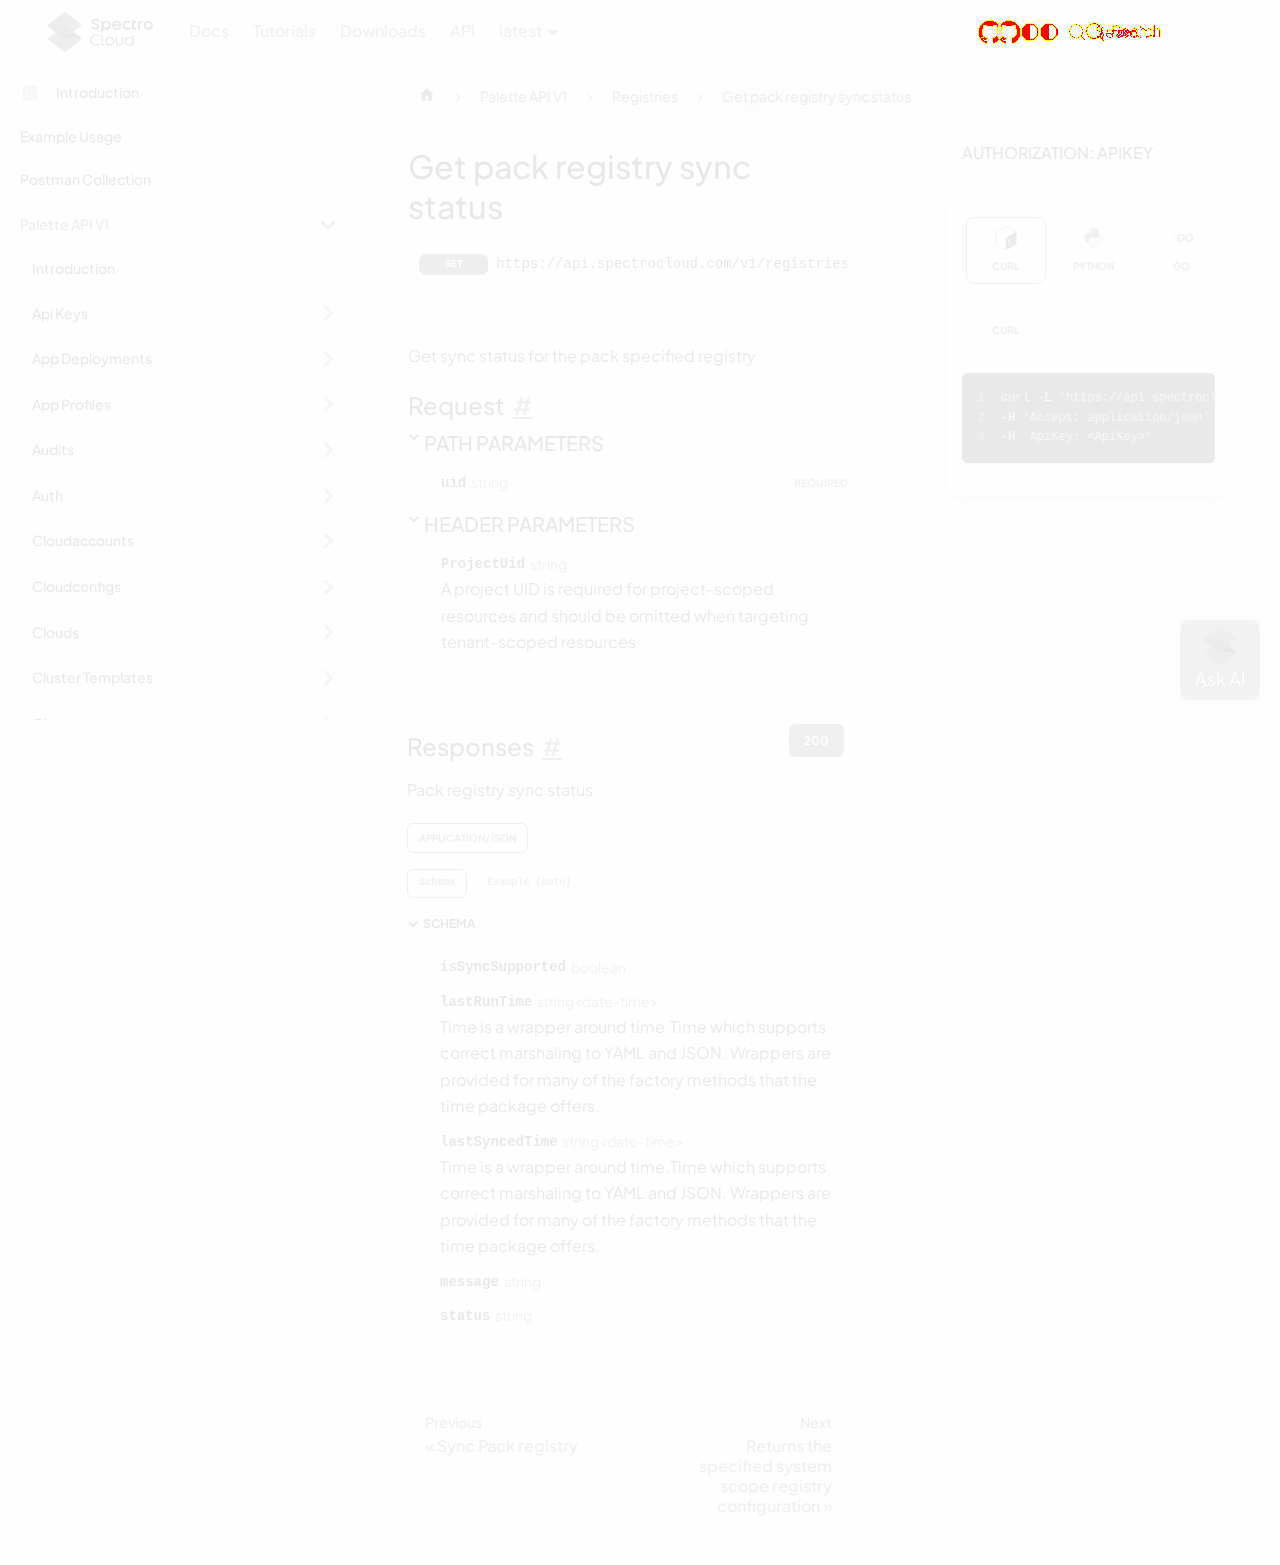 Spectro Cloud
Docs Tutorials Downloads API latest
Introduction
Example Usage
Postman Collection
Palette API V1
Introduction
Api Keys
App Deployments
App Profiles
Audits
Auth
Cloudaccounts
Cloudconfigs
Clouds
Cluster Templates
Palette API V1 Registries Get pack registry sync status
Get pack registry sync
status
GET https://api.spectrocloud.com/v1/registries
Get sync status for the pack specified registry
Request #
PATH PARAMETERS
uid string REQUIRED
HEADER PARAMETERS
ProjectUid string
A project UID is required for project-scoped
resources and should be omitted when targeting
tenant-scoped resources
Responses #
200
Pack registry sync status
APPLICATION/JSON
Schema Example (auto)
SCHEMA
isSyncSupported boolean
lastRunTime string<date-time>
Time is a wrapper around time.Time which supports
correct marshaling to YAML and JSON. Wrappers are
provided for many of the factory methods that the
time package offers.
lastSyncedTime string<date-time>
Time is a wrapper around time.Time which supports
correct marshaling to YAML and JSON. Wrappers are
provided for many of the factory methods that the
time package offers.
message string
status string
Previous
« Sync Pack registry
Next
Returns the
specified system
scope registry
configuration »
AUTHORIZATION: APIKEY
CURL PYTHON GO
CURL
1 curl -L 'https://api.spectrocl
2 -H 'Accept: application/json'
3 -H 'ApiKey: <ApiKey>'
Ask AI